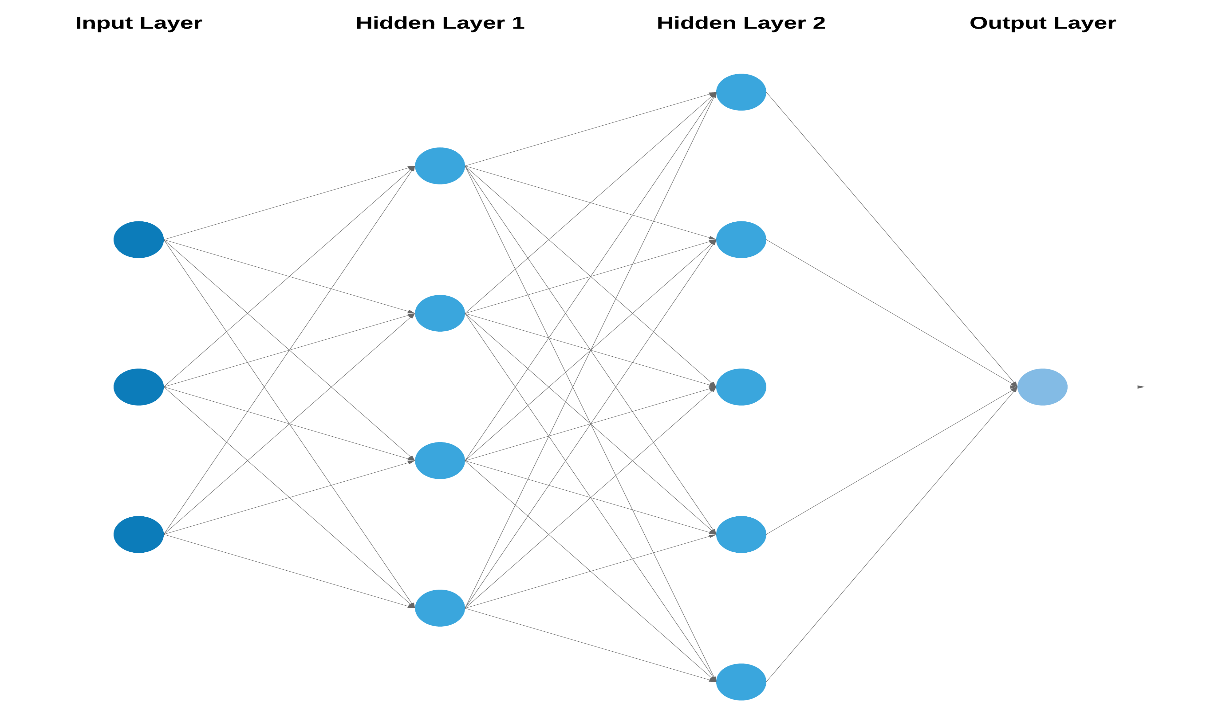 Input Layer
Hidden Layer 1
Hidden Layer 2
Output Layer